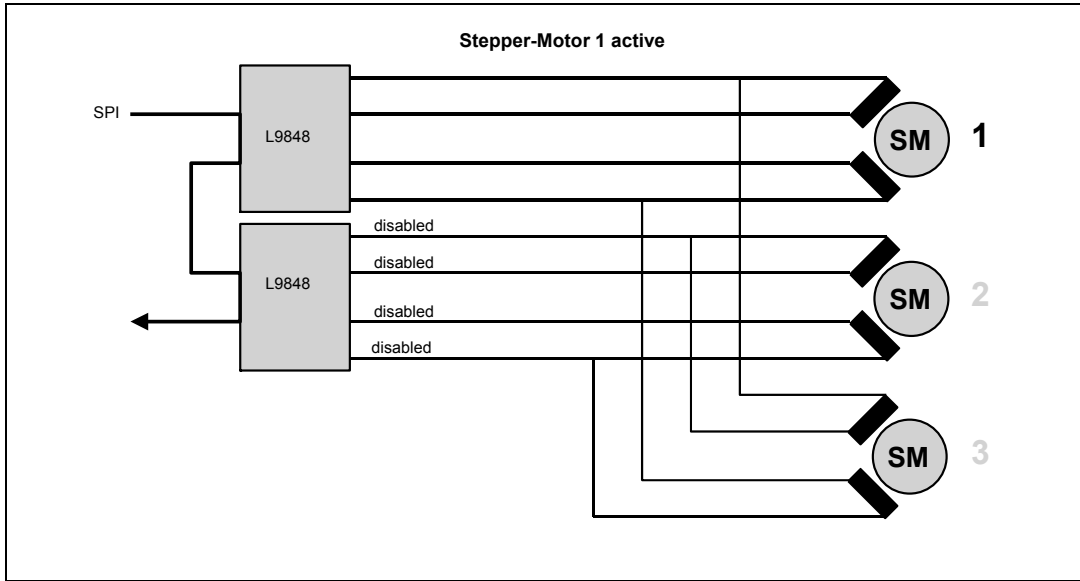 Stepper-Motor 1 active
SPI
L9848
SM
1
disabled
disabled
L9848
SM
2
disabled
disabled
SM
3